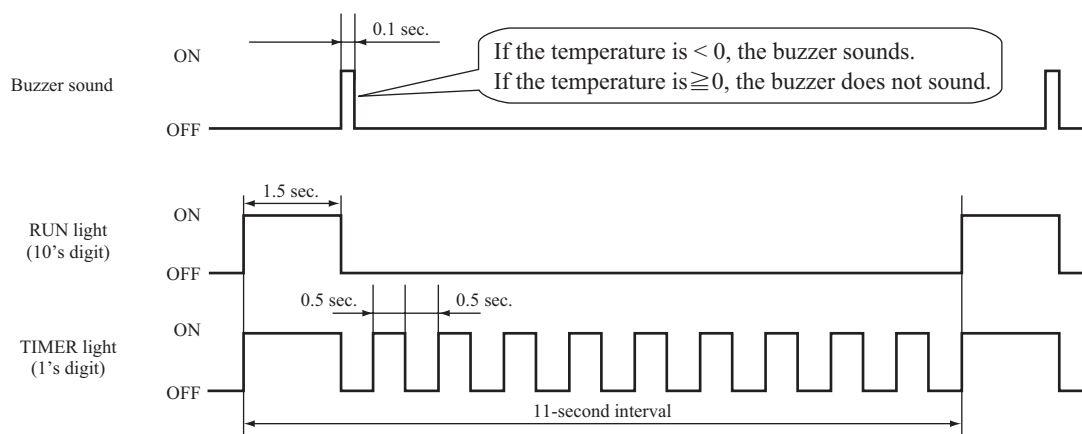 0.1 sec.
ON
If the temperature is < 0, the buzzer sounds.
If the temperature is ≧0, the buzzer does not sound.
Buzzer sound
OFF
1.5 sec.
ON
RUN light
(10's digit)
OFF
0.5 sec.
0.5 sec.
ON
TIMER light
(1's digit)
OFF
11-second interval